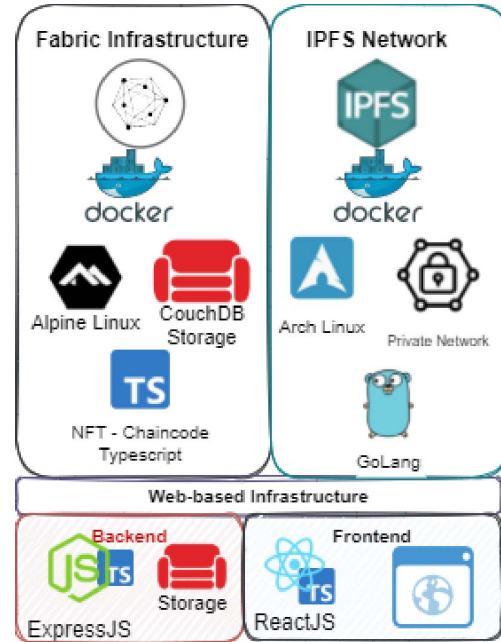 Fabric Infrastructure
IPFS Network
IPFS
docker
docker
Alpine Linux
CouchDB
Storage
Arch Linux
Private Network
TS
NFT - Chaincode
Typescript
GoLang
Web-based Infrastructure
Backend
JS
TS
Storage
ExpressJS
Frontend
TS
ReactJS